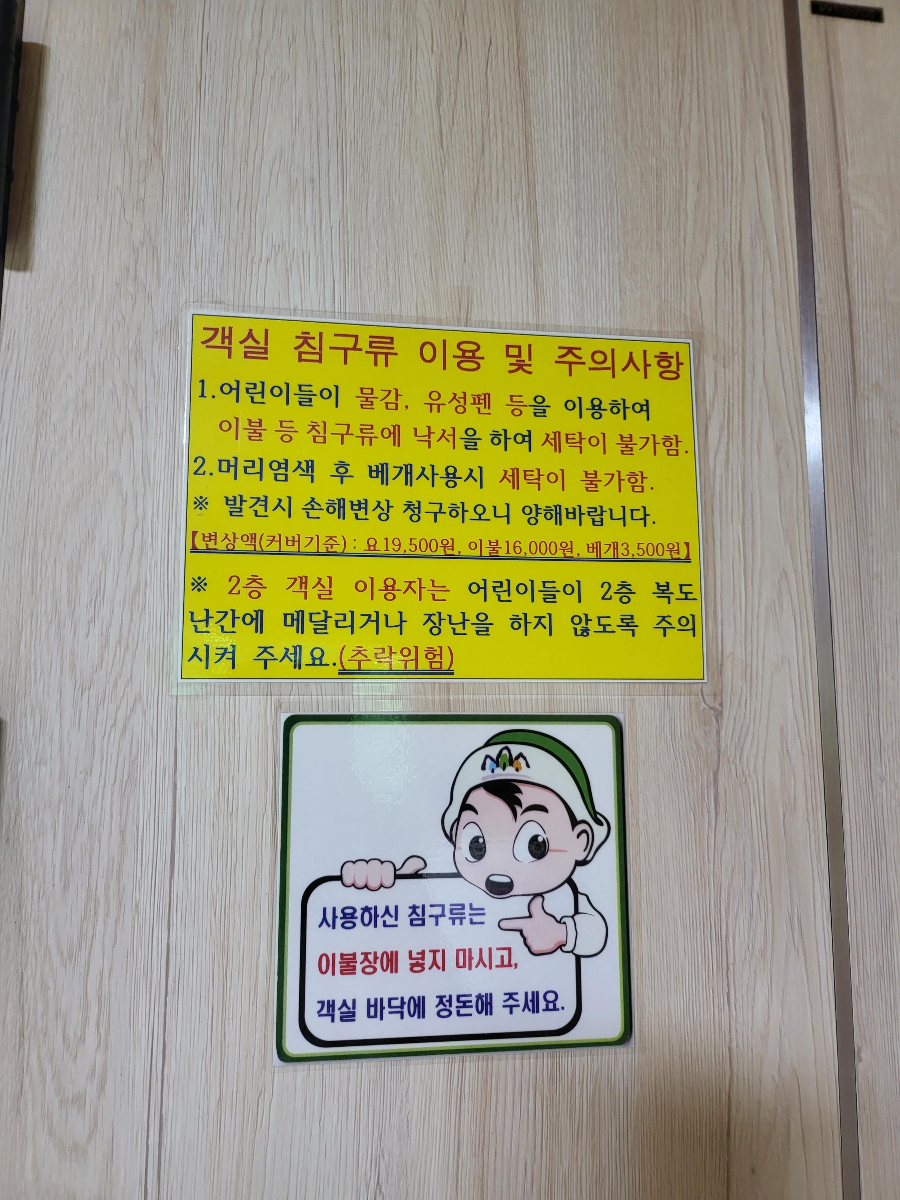 객실 침구류 이용 및 주의사항
1.어린이들이 물감, 유성펜 등을 이용하여
이불 등 침구류에 낙서을 하여 세탁이 불가함.
2.머리염색 후 베개사용시 세탁이 불가함.
※ 발견시 손해변상 청구하오니 양해바랍니다.
【변상액(커버기준) : 요19,500원, 이불16,000원, 베개3,500원】
※ 2층 객실 이용자는 어린이들이 2층 복도
난간에 메달리거나 장난을 하지 않도록 주의
시켜 주세요.(추락위험)
사용하신 침구류는
이불장에 넣지 마시고,
객실 바닥에 정돈해 주세요.